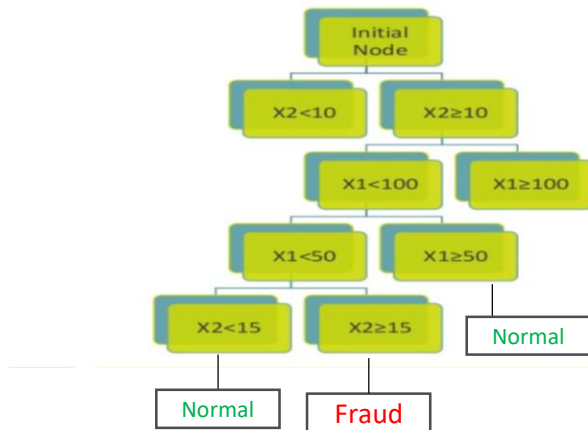 Initial
Node
X2<10
X2≥10
X1<100
X1≥100
X1<50
X1≥50
X2<15
X2≥15
Normal
Normal
Fraud